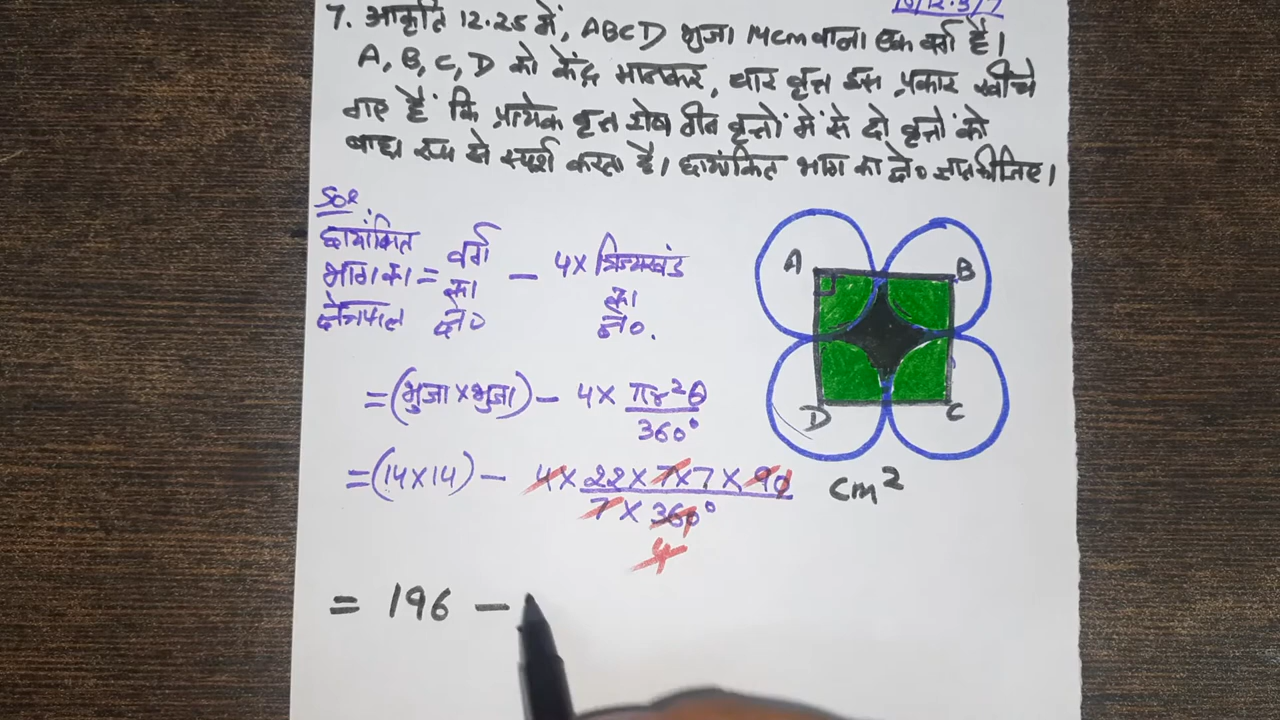 7. आकृति 12.25 में, ABCD भुजा 14cm वाला एक वर्ग है।
A, B, C, D को केंद्र मानकर, चार वृत्त इस प्रकार खींचे
गए हैं कि प्रत्येक वृत्त शेष तीन वृत्तों में से दो वृत्तों को
बाह्य रूप से स्पर्श करता है। छायांकित भाग का क्षे० ज्ञात कीजिए।
Sol.
छायांकित भाग का क्षेत्रफल = वर्ग का क्षे० - 4× त्रिज्यखंड का क्षे०.
= (भुजा × भुजा) - 4 × πr²θ / 360°
= (14×14) - 4 × 22 × 7 × 7 × 90 / 7 × 360° cm²
4
= 196 -
A
B
D
C